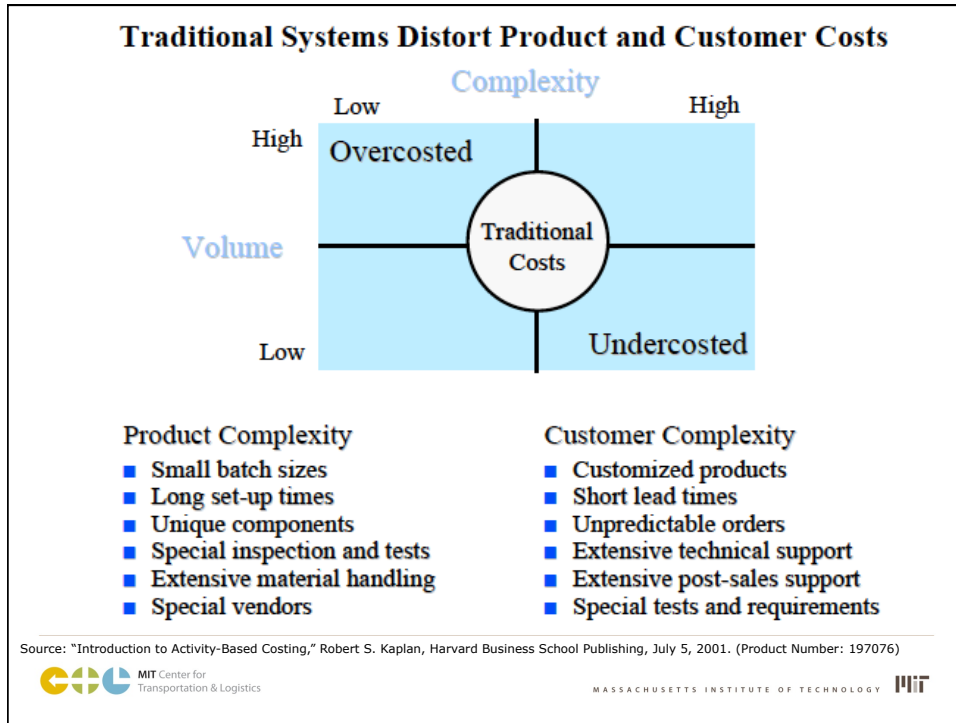 Traditional Systems Distort Product and Customer Costs
Complexity
Low
High
High
Overcosted
Volume
Traditional
Costs
Low
Undercosted
Product Complexity
Small batch sizes
Long set-up times
Unique components
Special inspection and tests
Extensive material handling
Special vendors
Customer Complexity
Customized products
Short lead times
Unpredictable orders
Extensive technical support
Extensive post-sales support
Special tests and requirements
Source: “Introduction to Activity-Based Costing,” Robert S. Kaplan, Harvard Business School Publishing, July 5, 2001. (Product Number: 197076)
MIT Center for
Transportation & Logistics
MASSACHUSETTS INSTITUTE OF TECHNOLOGY